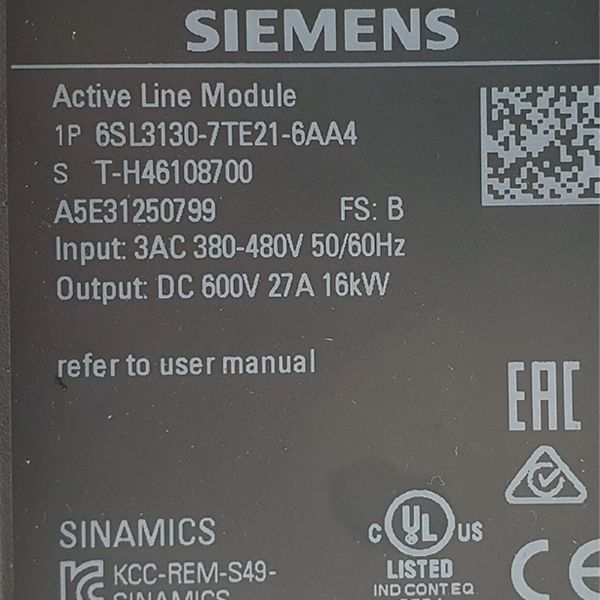 SIEMENS
Active Line Module
1P 6SL3130-7TE21-6AA4
S T-H46108700
A5E31250799 FS: B
Input: 3AC 380-480V 50/60Hz
Output: DC 600V 27A 16kW
refer to user manual
EAC
SINAMICS
C UL US
LISTED
IND CONT EQ
KCC-REM-S49-
SINAMICS
CE